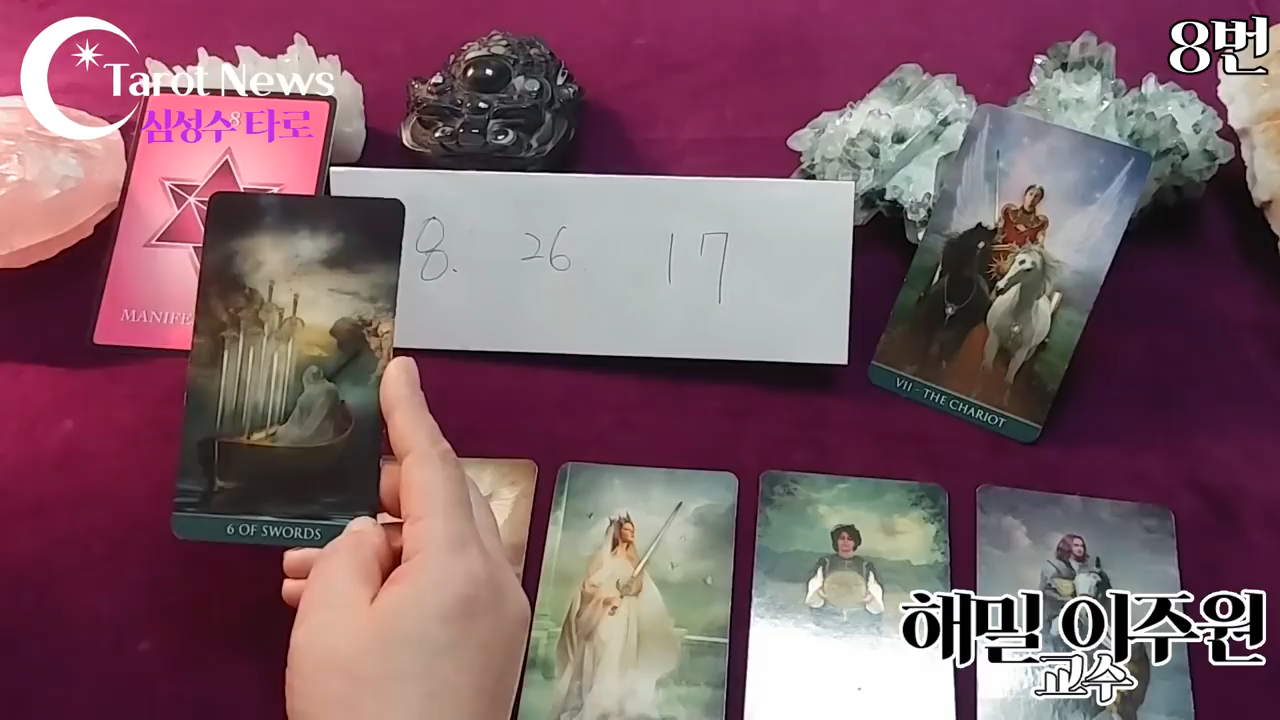 Tarot News
심성수 타로
8번
8
MANIFE
8. 26 17
VII - THE CHARIOT
6 OF SWORDS
해밀 이주원
교수